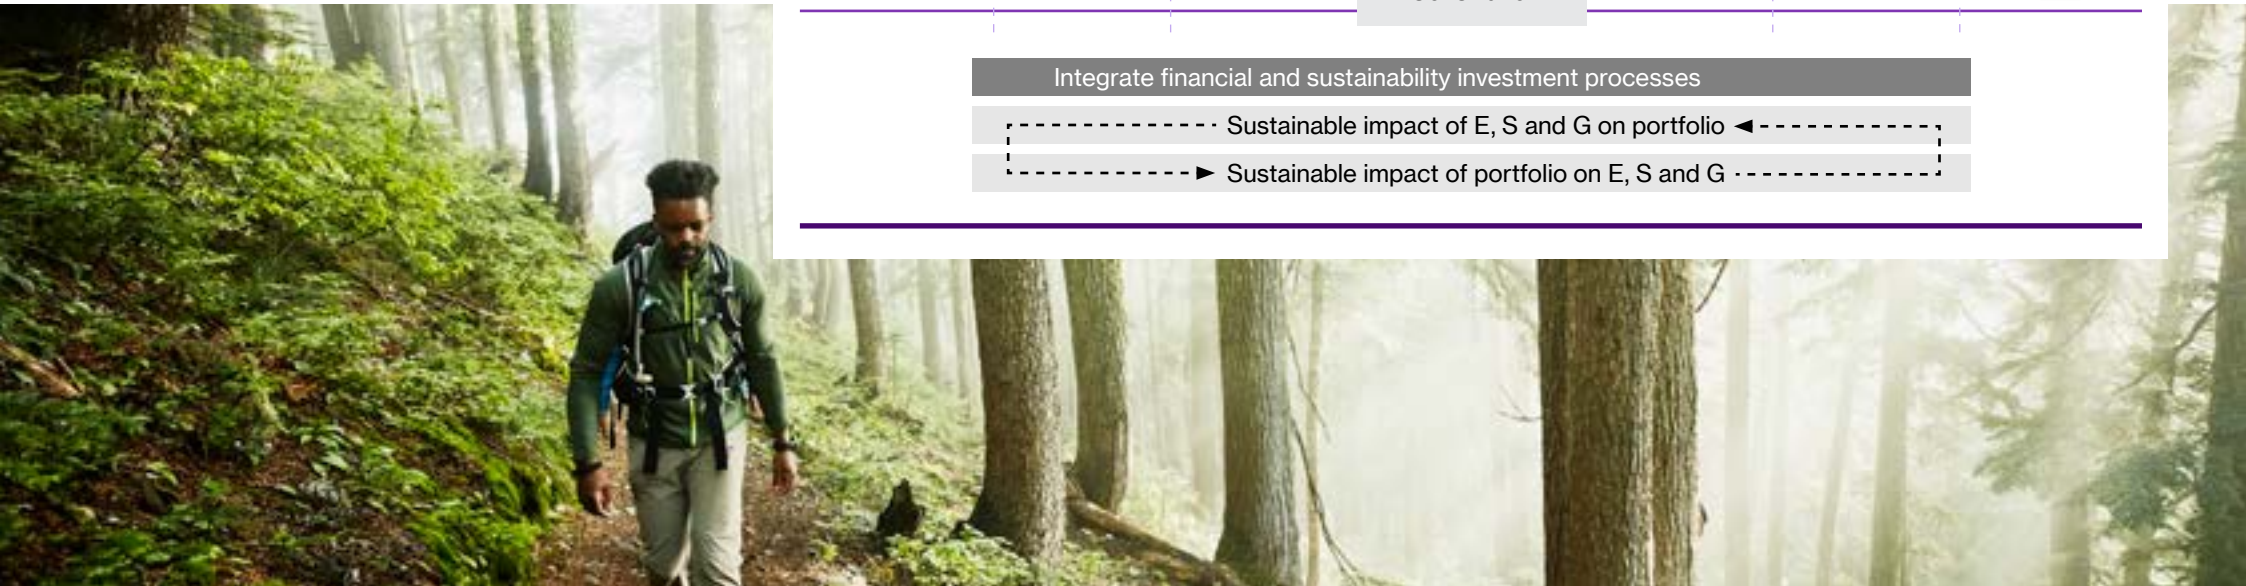 Integrate financial and sustainability investment processes
Sustainable impact of E, S and G on portfolio
Sustainable impact of portfolio on E, S and G